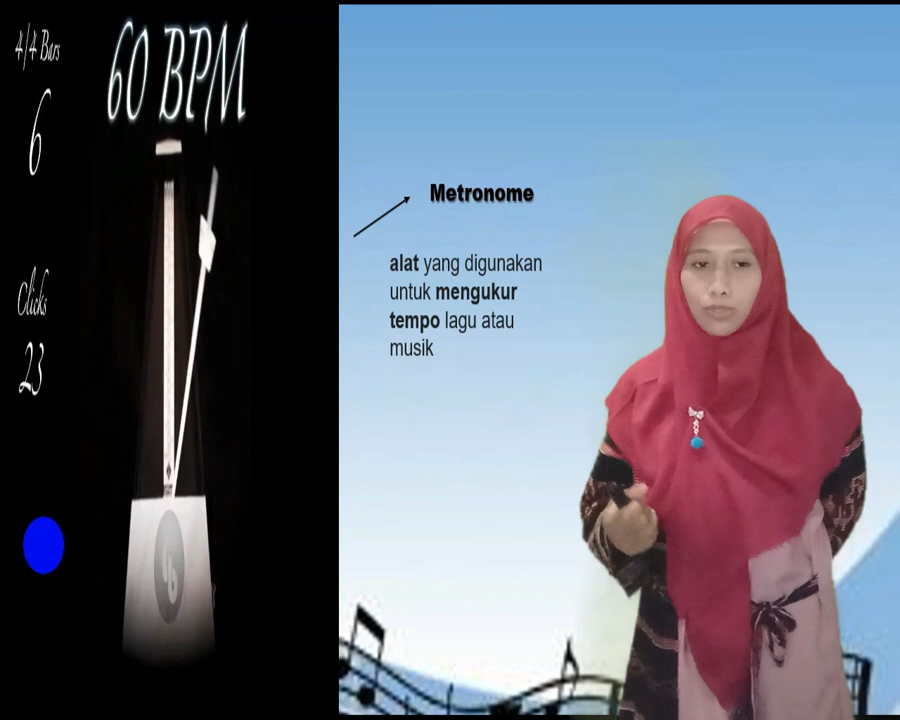 4/4 Bars
6
60 BPM
Clicks
23
Metronome
alat yang digunakan
untuk mengukur
tempo lagu atau
musik